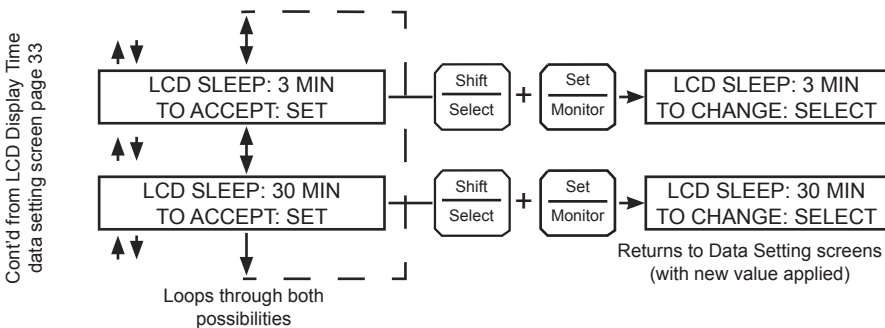 Cont'd from LCD Display Time
data setting screen page 33
LCD SLEEP: 3 MIN
TO ACCEPT: SET
Shift
Select
+
Set
Monitor
LCD SLEEP: 3 MIN
TO CHANGE: SELECT
LCD SLEEP: 30 MIN
TO ACCEPT: SET
Shift
Select
+
Set
Monitor
LCD SLEEP: 30 MIN
TO CHANGE: SELECT
Returns to Data Setting screens
(with new value applied)
Loops through both
possibilities